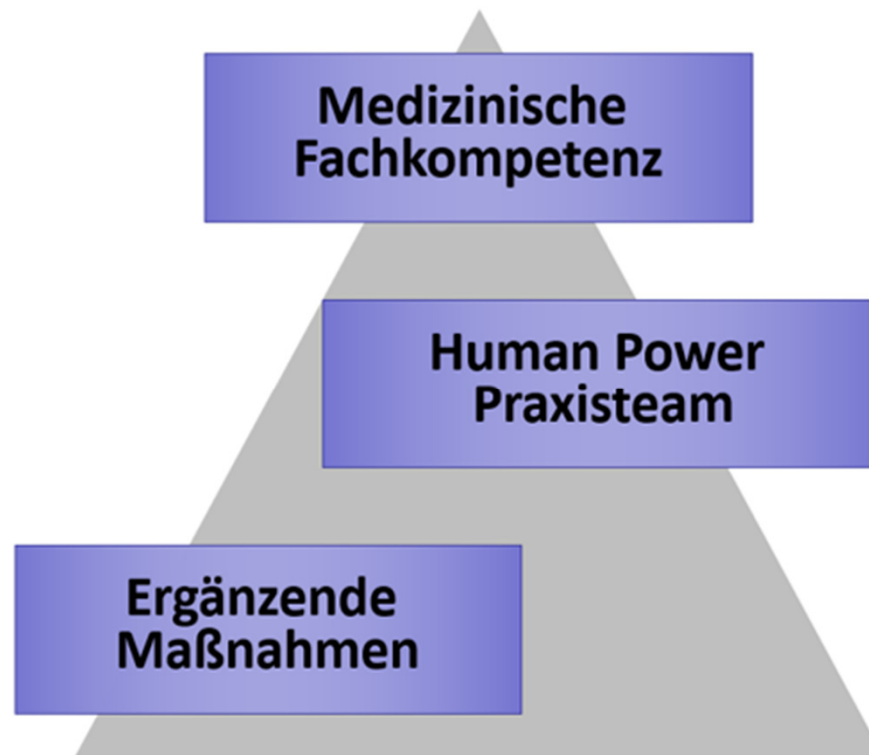 Medizinische
Fachkompetenz
Human Power
Praxisteam
Ergänzende
Maßnahmen